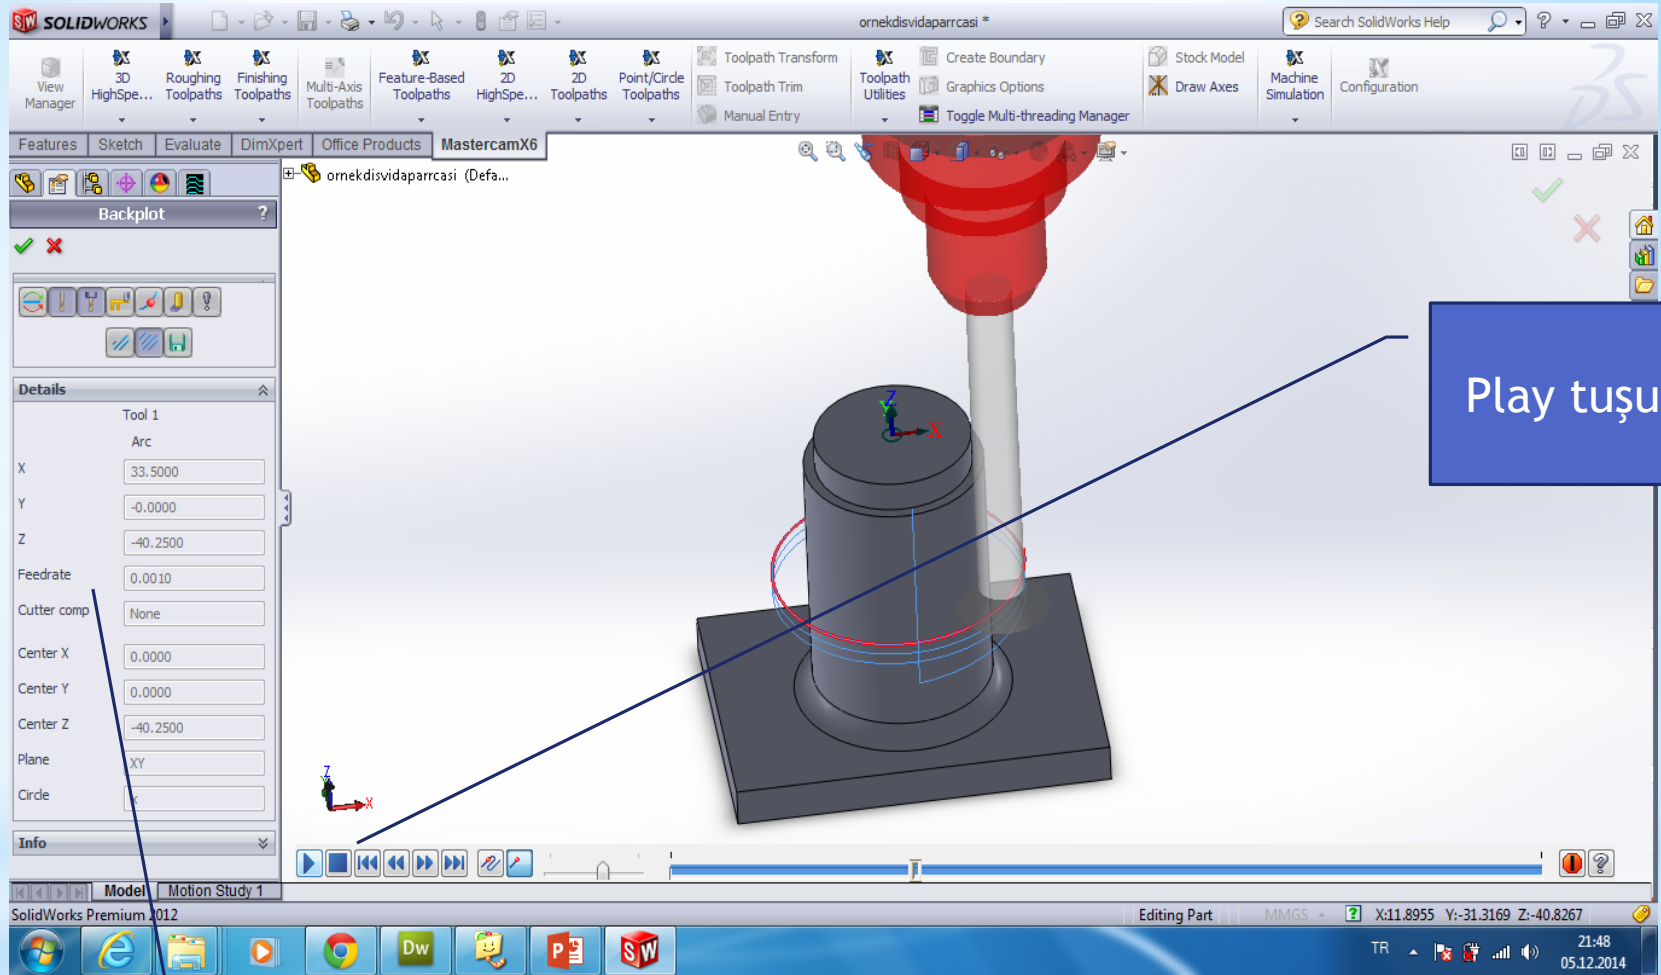 SOLIDWORKS
ornekdisvidaparrcasi *
Search SolidWorks Help
View Manager
3D HighSpe...
Roughing Toolpaths
Finishing Toolpaths
Multi-Axis Toolpaths
Feature-Based Toolpaths
2D HighSpe...
2D Toolpaths
Point/Circle Toolpaths
Toolpath Transform
Toolpath Trim
Manual Entry
Toolpath Utilities
Create Boundary
Graphics Options
Toggle Multi-threading Manager
Stock Model
Draw Axes
Machine Simulation
Configuration
Features Sketch Evaluate DimXpert Office Products MastercamX6
ornekdisvidaparrcasi (Defa...
Backplot ?
Details
Tool 1
Arc
X 33.5000
Y -0.0000
Z -40.2500
Feedrate 0.0010
Cutter comp None
Center X 0.0000
Center Y 0.0000
Center Z -40.2500
Plane XY
Circle
Info
Z
Y
X
Z
X
Play tuşu
Model Motion Study 1
SolidWorks Premium 2012
Editing Part MMGS X:11.8955 Y:-31.3169 Z:-40.8267
Dw
P
SW
TR
21:48
05.12.2014